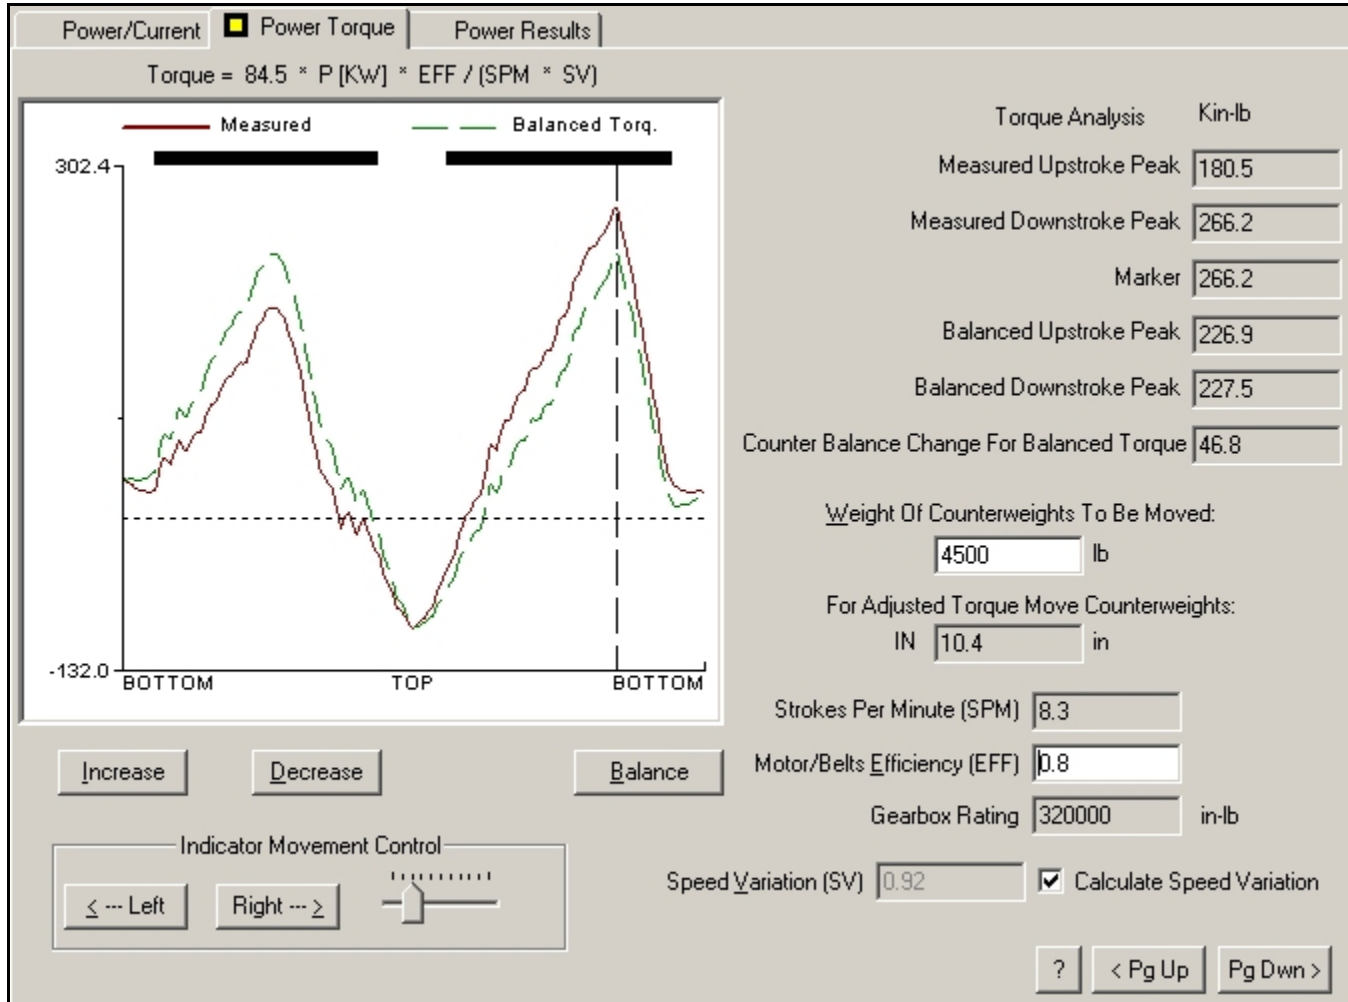 Power/Current Power Torque Power Results
Torque = 84.5 * P [KW] * EFF / (SPM * SV)
Measured Balanced Torq.
302.4
-132.0
BOTTOM TOP BOTTOM
Increase Decrease Balance
Indicator Movement Control
< --- Left Right --- >
Torque Analysis Kin-lb
Measured Upstroke Peak 180.5
Measured Downstroke Peak 266.2
Marker 266.2
Balanced Upstroke Peak 226.9
Balanced Downstroke Peak 227.5
Counter Balance Change For Balanced Torque 46.8
Weight Of Counterweights To Be Moved:
4500 lb
For Adjusted Torque Move Counterweights:
IN 10.4 in
Strokes Per Minute (SPM) 8.3
Motor/Belts Efficiency (EFF) 0.8
Gearbox Rating 320000 in-lb
Speed Variation (SV) 0.92 Calculate Speed Variation
? < Pg Up Pg Dwn >